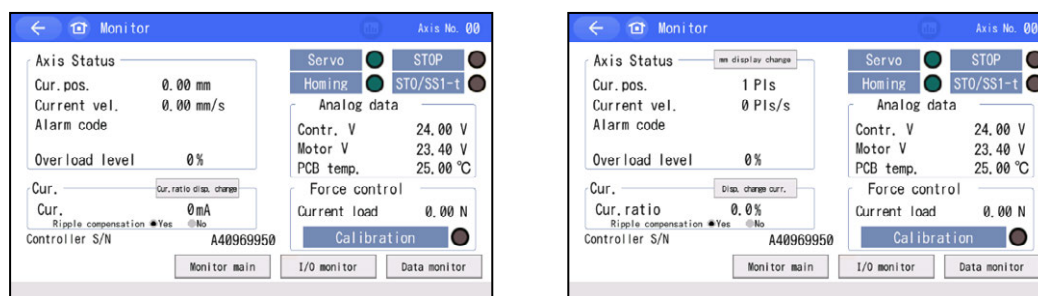 Monitor
Axis No. 00
Axis Status
Cur.pos. 0.00 mm
Current vel. 0.00 mm/s
Alarm code
Overload level 0%
Servo STOP
Homing STO/SS1-t
Analog data
Contr. V 24.00 V
Motor V 23.40 V
PCB temp. 25.00 ℃
Cur. Cur.ratio disp. change
Cur. 0mA
Ripple compensation Yes No
Force control
Current load 0.00 N
Controller S/N A40969950
Calibration
Monitor main I/O monitor Data monitor
Monitor
Axis No. 00
Axis Status mm display change
Cur.pos. 1 Pls
Current vel. 0 Pls/s
Alarm code
Overload level 0%
Servo STOP
Homing STO/SS1-t
Analog data
Contr. V 24.00 V
Motor V 23.40 V
PCB temp. 25.00 ℃
Cur. Disp. change curr.
Cur.ratio 0.0%
Ripple compensation Yes No
Force control
Current load 0.00 N
Controller S/N A40969950
Calibration
Monitor main I/O monitor Data monitor